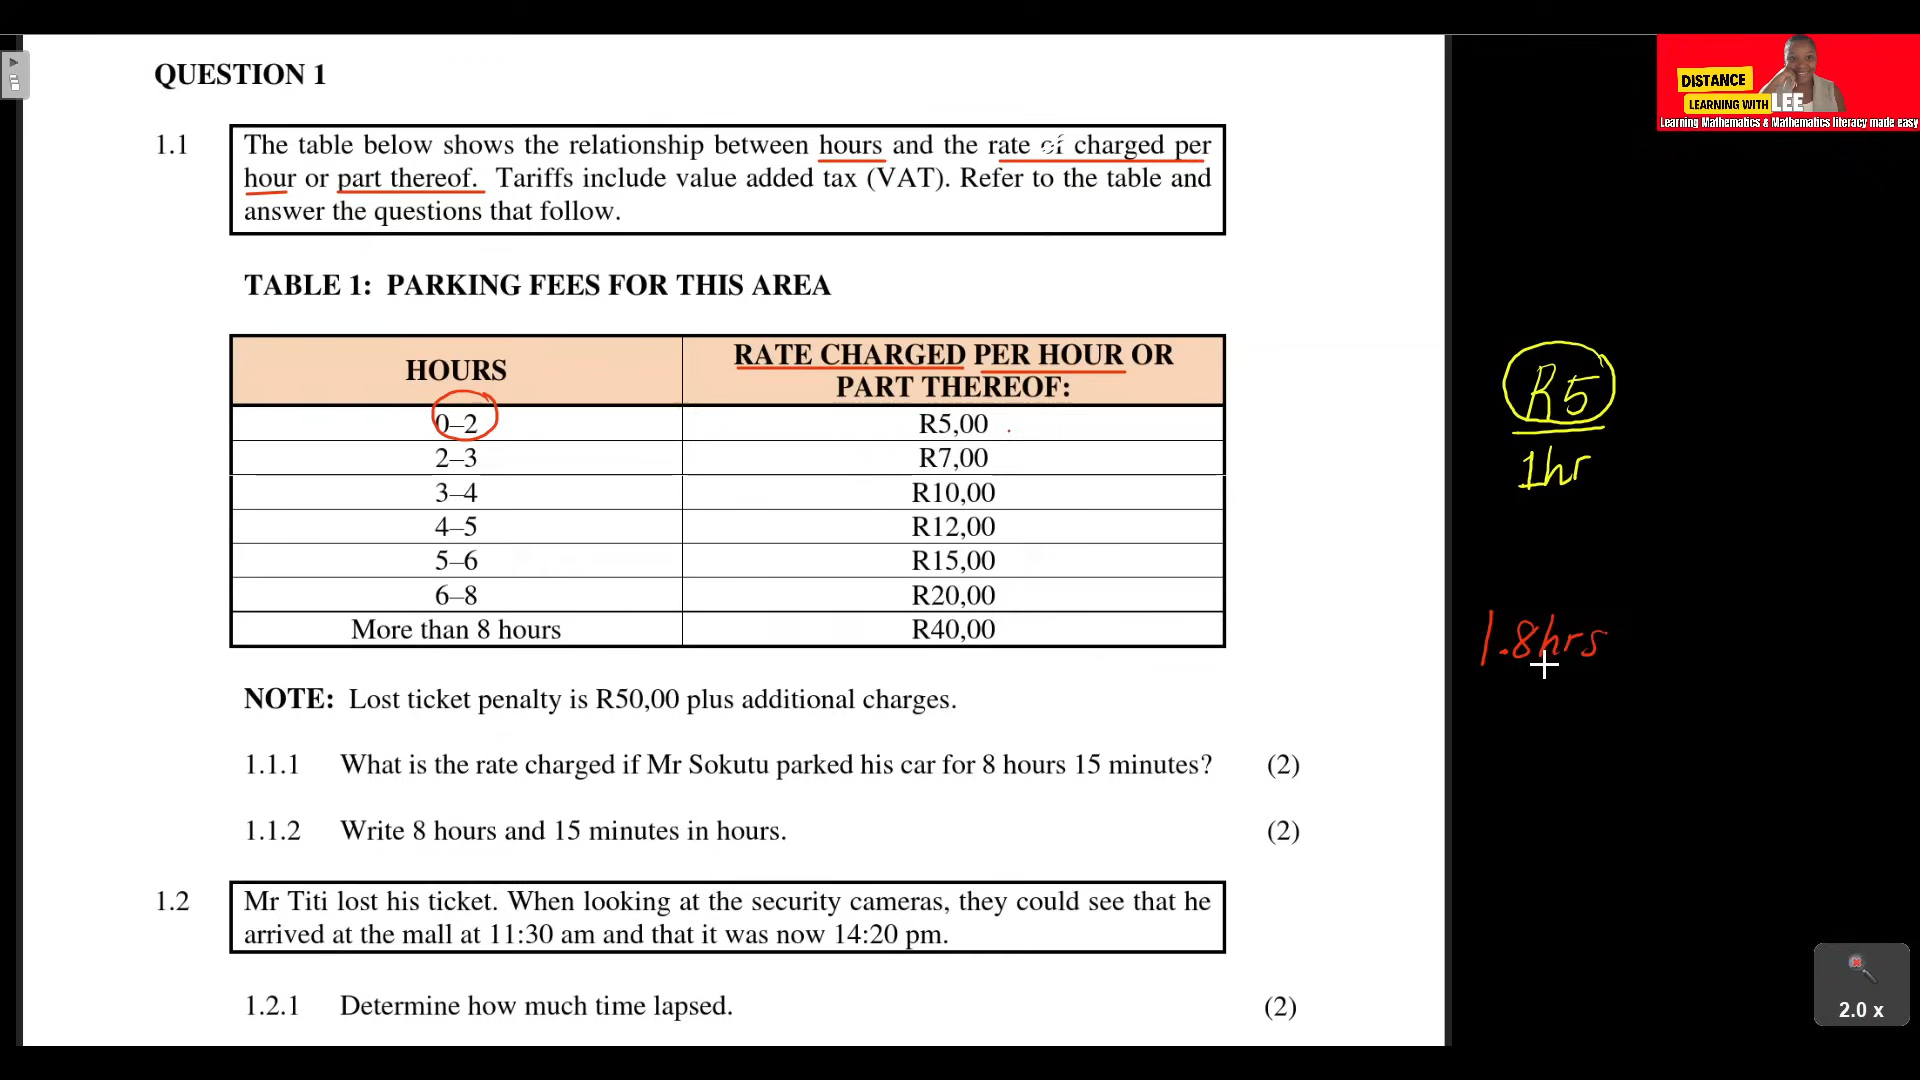 QUESTION 1
1.1 The table below shows the relationship between hours and the rate of charged per
hour or part thereof. Tariffs include value added tax (VAT). Refer to the table and
answer the questions that follow.
TABLE 1: PARKING FEES FOR THIS AREA
HOURS RATE CHARGED PER HOUR OR PART THEREOF:
0–2 R5,00
2–3 R7,00
3–4 R10,00
4–5 R12,00
5–6 R15,00
6–8 R20,00
More than 8 hours R40,00
NOTE: Lost ticket penalty is R50,00 plus additional charges.
1.1.1 What is the rate charged if Mr Sokutu parked his car for 8 hours 15 minutes? (2)
1.1.2 Write 8 hours and 15 minutes in hours. (2)
1.2 Mr Titi lost his ticket. When looking at the security cameras, they could see that he
arrived at the mall at 11:30 am and that it was now 14:20 pm.
1.2.1 Determine how much time lapsed. (2)
DISTANCE
LEARNING WITH LEE
Learning Mathematics & Mathematics literacy made easy
R5
1hr
1.8hrs
2.0 x